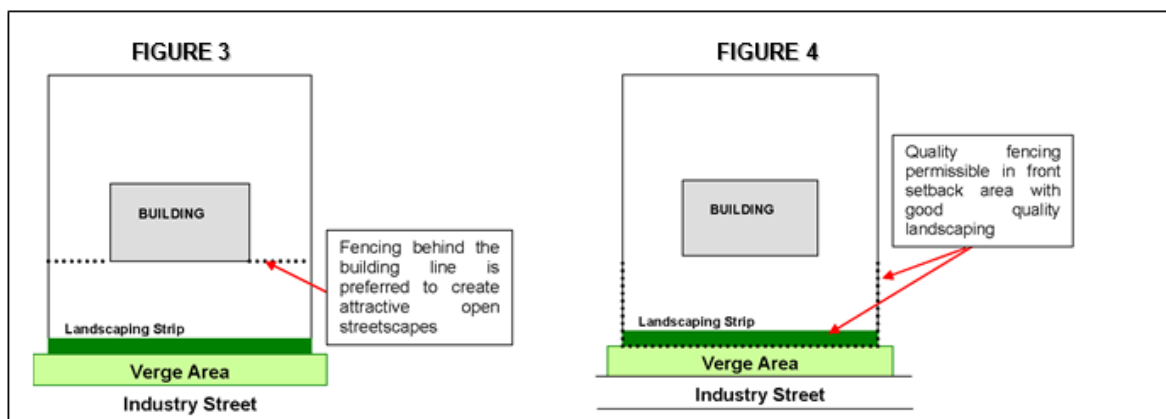 FIGURE 3
BUILDING
Fencing behind the
building line is
preferred to create
attractive open
streetscapes
Landscaping Strip
Verge Area
Industry Street
FIGURE 4
Quality fencing
permissible in front
setback area with
good quality
landscaping
BUILDING
Landscaping Strip
Verge Area
Industry Street